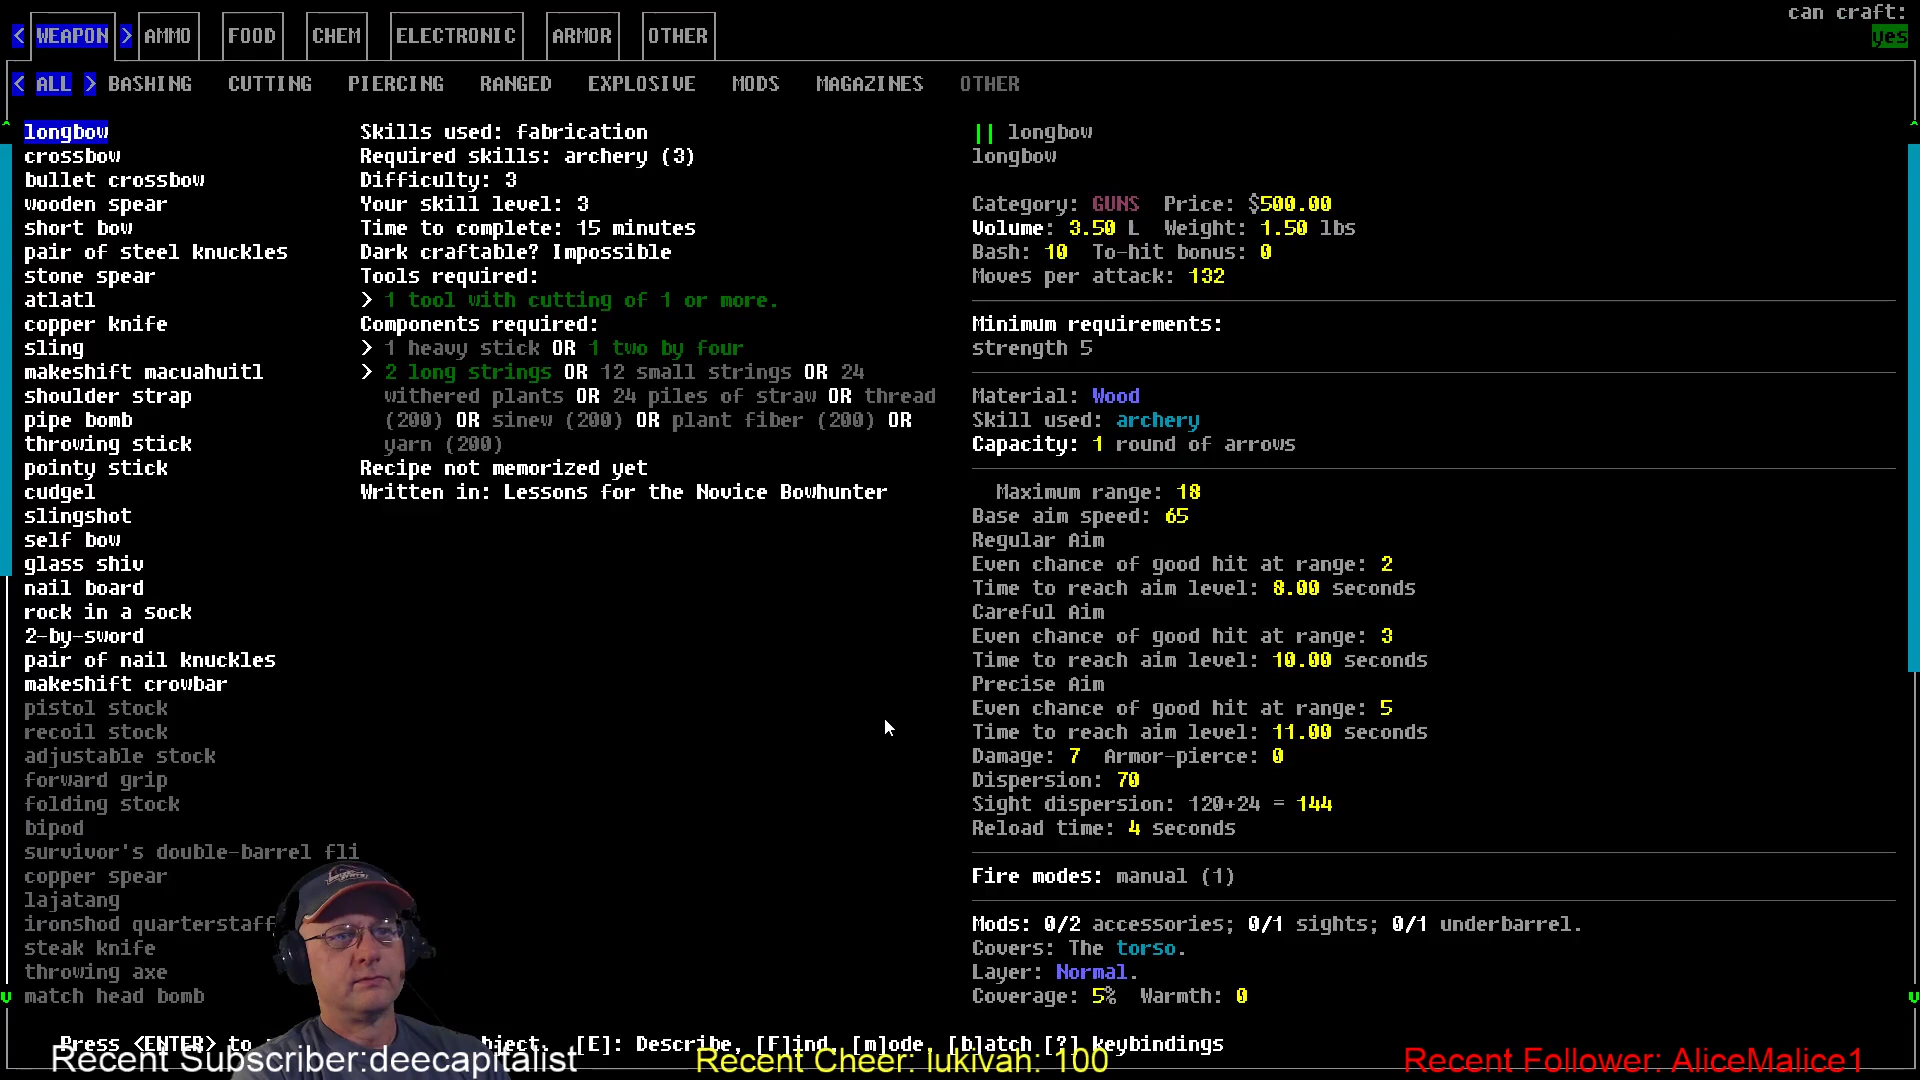 can craft:
< WEAPON > AMMO FOOD CHEM ELECTRONIC ARMOR OTHER
yes
< ALL > BASHING CUTTING PIERCING RANGED EXPLOSIVE MODS MAGAZINES OTHER
longbow
crossbow
bullet crossbow
wooden spear
short bow
pair of steel knuckles
stone spear
atlatl
copper knife
sling
makeshift macuahuitl
shoulder strap
pipe bomb
throwing stick
pointy stick
cudgel
slingshot
self bow
glass shiv
nail board
rock in a sock
2-by-sword
pair of nail knuckles
makeshift crowbar
pistol stock
recoil stock
adjustable stock
forward grip
folding stock
bipod
survivor's double-barrel fli
copper spear
lajatang
ironshod quarterstaff
steak knife
throwing axe
v match head bomb
Skills used: fabrication
Required skills: archery (3)
Difficulty: 3
Your skill level: 3
Time to complete: 15 minutes
Dark craftable? Impossible
Tools required:
> 1 tool with cutting of 1 or more.
Components required:
> 1 heavy stick OR 1 two by four
> 2 long strings OR 12 small strings OR 24
withered plants OR 24 piles of straw OR thread
(200) OR sinew (200) OR plant fiber (200) OR
yarn (200)
Recipe not memorized yet
Written in: Lessons for the Novice Bowhunter
|| longbow
longbow
Category: GUNS Price: $500.00
Volume: 3.50 L Weight: 1.50 lbs
Bash: 10 To-hit bonus: 0
Moves per attack: 132
Minimum requirements:
strength 5
Material: Wood
Skill used: archery
Capacity: 1 round of arrows
Maximum range: 18
Base aim speed: 65
Regular Aim
Even chance of good hit at range: 2
Time to reach aim level: 8.00 seconds
Careful Aim
Even chance of good hit at range: 3
Time to reach aim level: 10.00 seconds
Precise Aim
Even chance of good hit at range: 5
Time to reach aim level: 11.00 seconds
Damage: 7 Armor-pierce: 0
Dispersion: 70
Sight dispersion: 120+24 = 144
Reload time: 4 seconds
Fire modes: manual (1)
Mods: 0/2 accessories; 0/1 sights; 0/1 underbarrel.
Covers: The torso.
Layer: Normal.
Coverage: 5% Warmth: 0 v
Press <ENTER> to [E]: Describe, [F]ind, [m]ode, [b]atch [?] keybindings
Recent Subscriber:deecapitalist Recent Cheer: lukivah: 100 Recent Follower: AliceMalice1